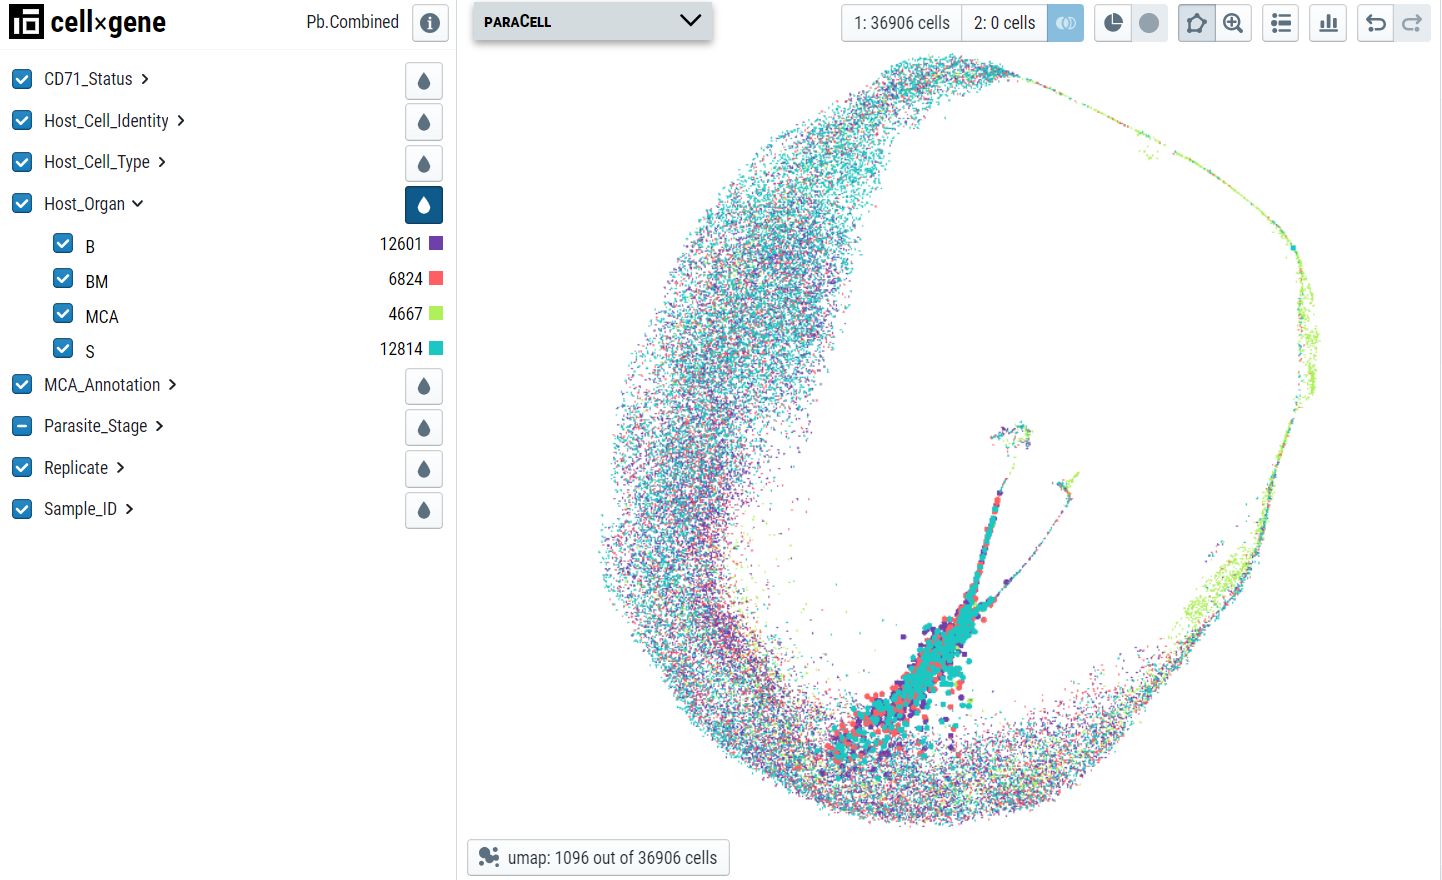 cell×gene
Pb.Combined
PARACELL
1: 36906 cells
2: 0 cells
CD71_Status
Host_Cell_Identity
Host_Cell_Type
Host_Organ
B 12601
BM 6824
MCA 4667
S 12814
MCA_Annotation
Parasite_Stage
Replicate
Sample_ID
umap: 1096 out of 36906 cells